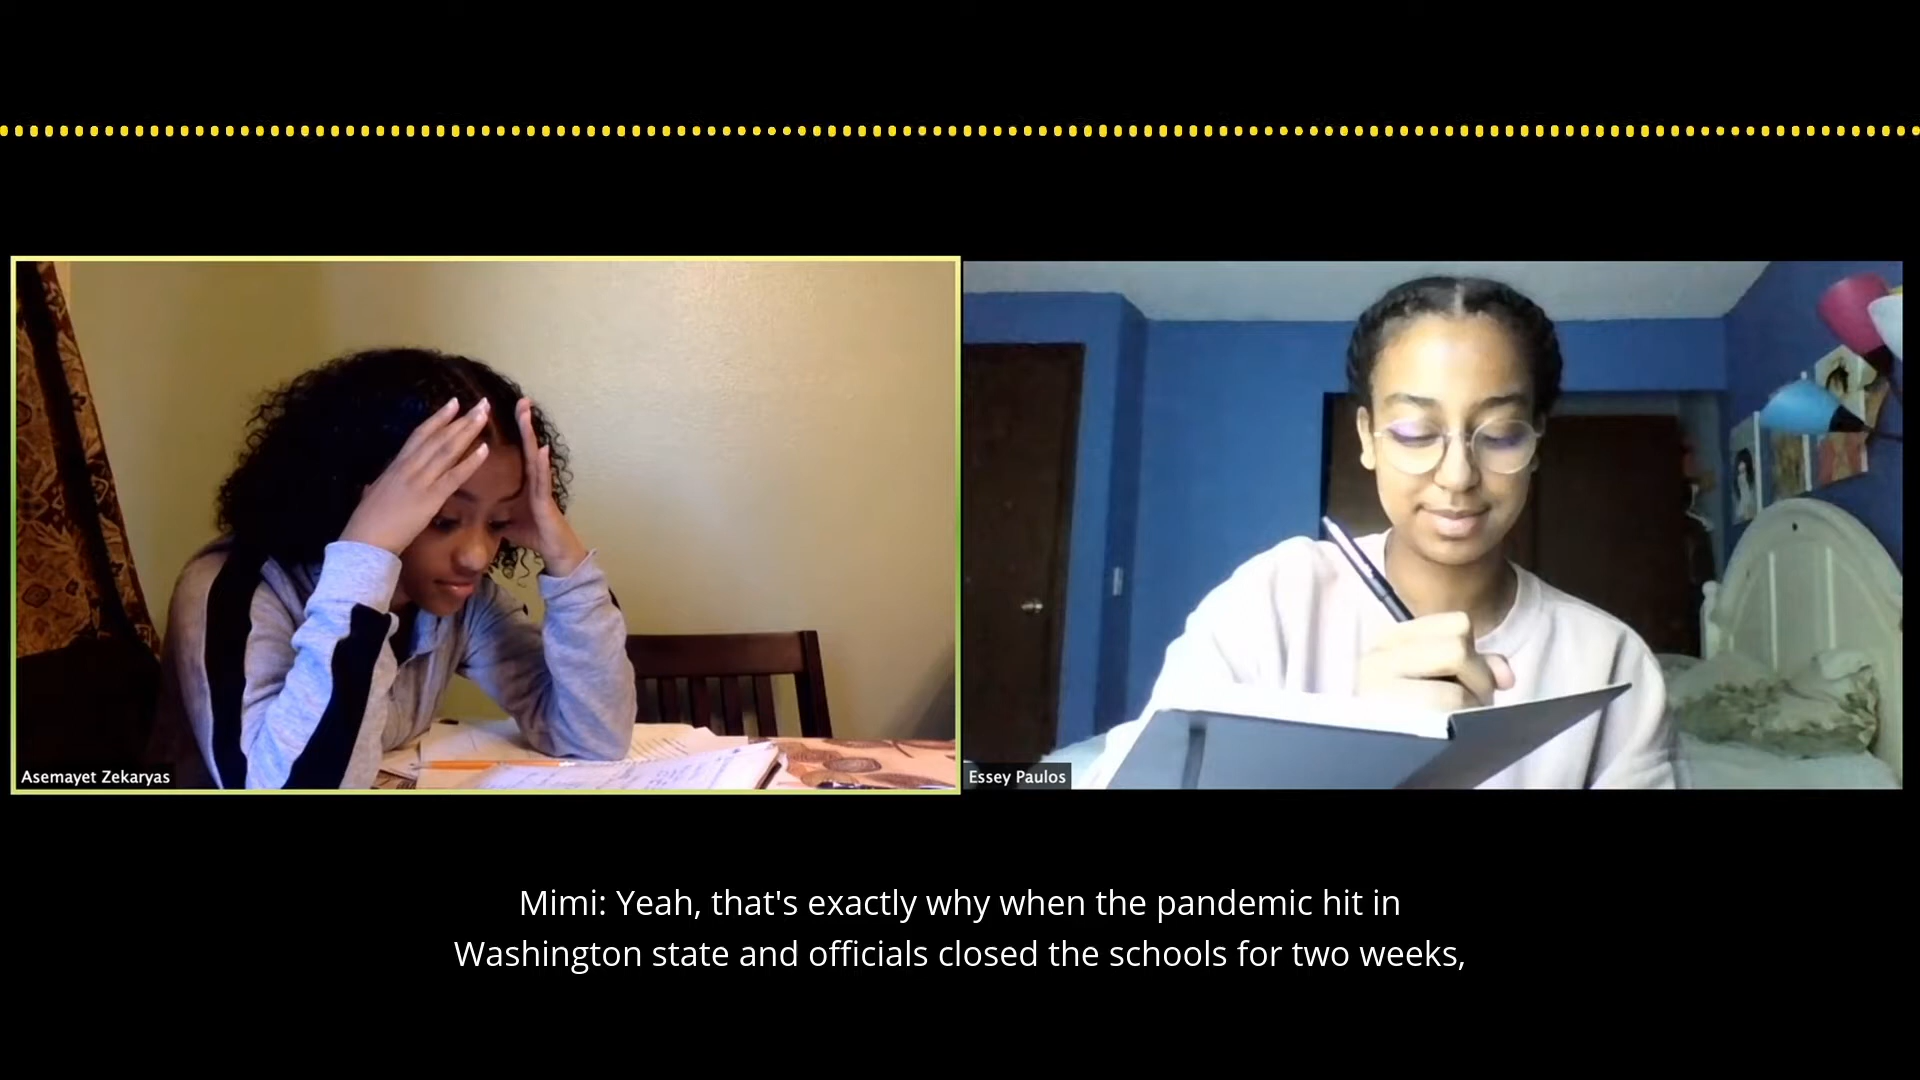 Asemayet Zekaryas
Essey Paulos
Mimi: Yeah, that's exactly why when the pandemic hit in
Washington state and officials closed the schools for two weeks,